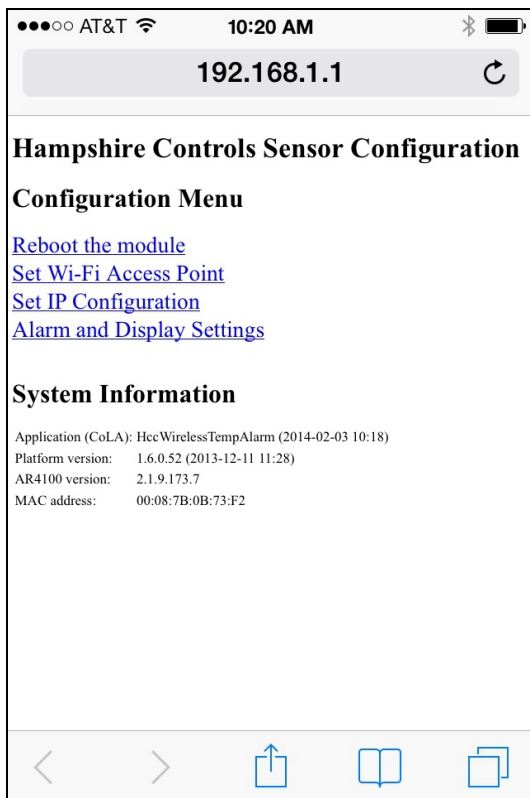 AT&T 10:20 AM
192.168.1.1
Hampshire Controls Sensor Configuration
Configuration Menu
Reboot the module
Set Wi-Fi Access Point
Set IP Configuration
Alarm and Display Settings
System Information
Application (CoLA): HccWirelessTempAlarm (2014-02-03 10:18)
Platform version: 1.6.0.52 (2013-12-11 11:28)
AR4100 version: 2.1.9.173.7
MAC address: 00:08:7B:0B:73:F2